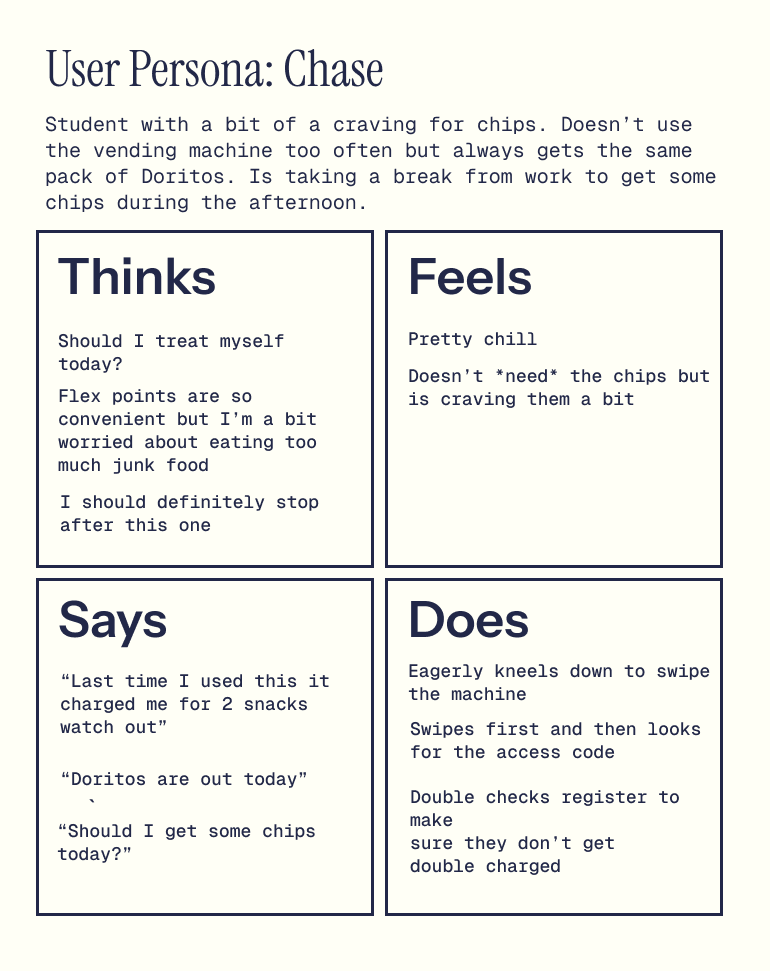 User Persona: Chase
Student with a bit of a craving for chips. Doesn’t use
the vending machine too often but always gets the same
pack of Doritos. Is taking a break from work to get some
chips during the afternoon.
Thinks
Should I treat myself
today?
Flex points are so
convenient but I’m a bit
worried about eating too
much junk food
I should definitely stop
after this one
Feels
Pretty chill
Doesn’t *need* the chips but
is craving them a bit
Says
“Last time I used this it
charged me for 2 snacks
watch out”
“Doritos are out today”
`
“Should I get some chips
today?”
Does
Eagerly kneels down to swipe
the machine
Swipes first and then looks
for the access code
Double checks register to
make
sure they don’t get
double charged